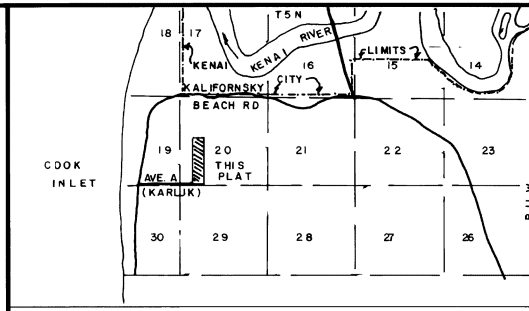 T5N
18
17
KENAI RIVER
KENAI
16
LIMITS
15
14
CITY
KALIFORNSKY
BEACH RD
COOK
INLET
19
20
THIS
PLAT
21
22
23
AVE. A
(KARLUK)
30
29
28
27
26